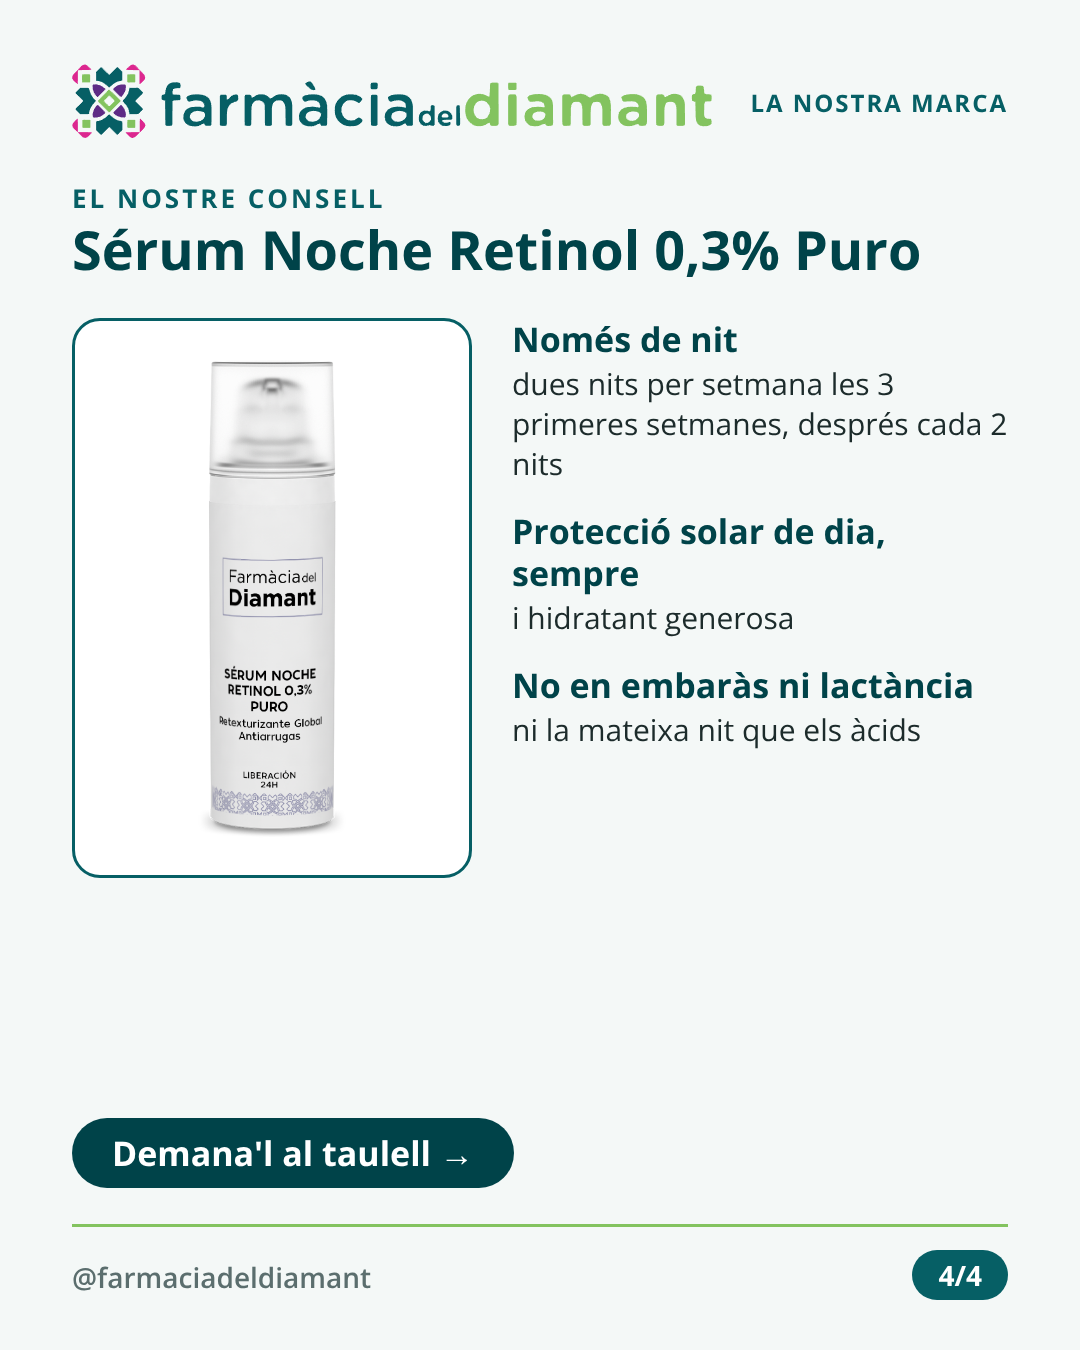 farmàciadeldiamant
LA NOSTRA MARCA
EL NOSTRE CONSELL
Sérum Noche Retinol 0,3% Puro
Farmàciadel
Diamant
SÉRUM NOCHE
RETINOL 0,3%
PURO
Retexturizante Global
Antiarrugas
LIBERACIÓN
24H
Només de nit
dues nits per setmana les 3
primeres setmanes, després cada 2
nits
Protecció solar de dia,
sempre
i hidratant generosa
No en embaràs ni lactància
ni la mateixa nit que els àcids
Demana'l al taulell →
@farmaciadeldiamant
4/4